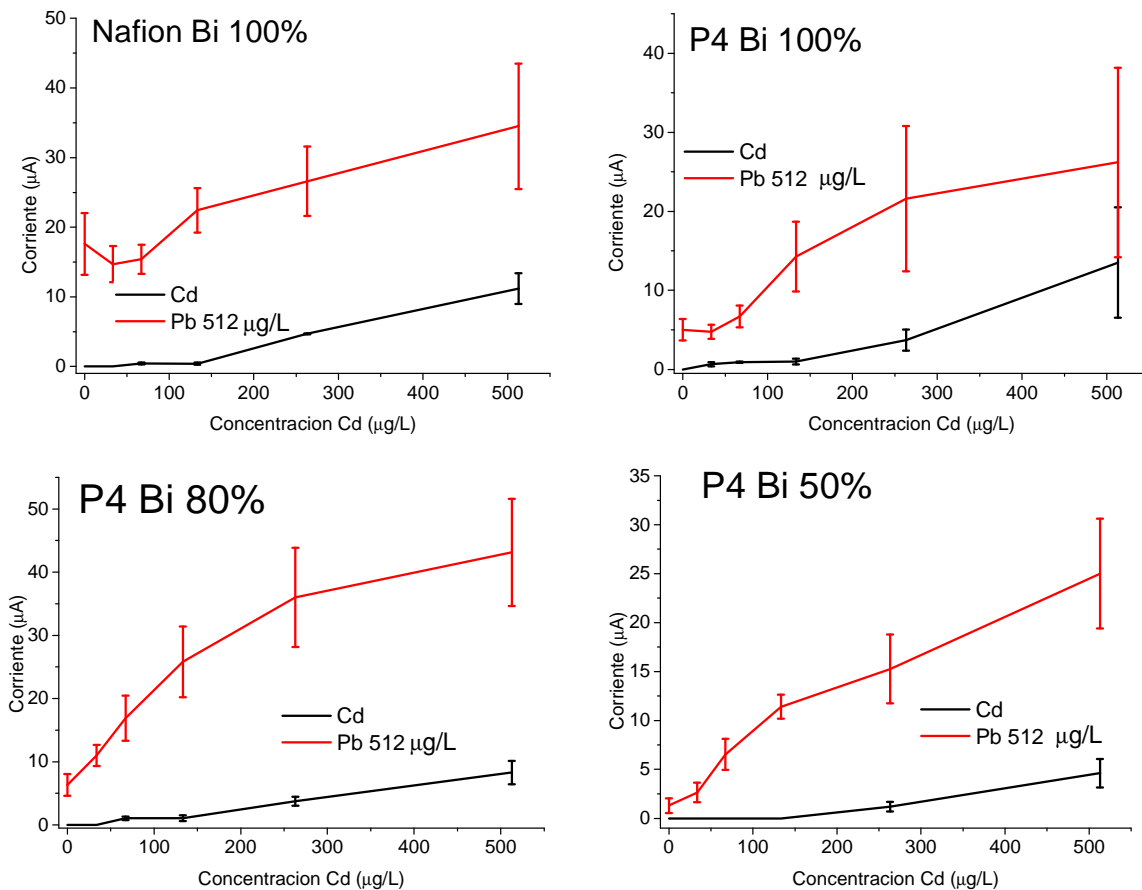 Nafion Bi 100%
50
40
30
20
10
0
Corriente (μA)
Cd
Pb 512 μg/L
0 100 200 300 400 500
Concentracion Cd (μg/L)
P4 Bi 100%
40
30
20
10
0
Corriente (μA)
Cd
Pb 512 μg/L
0 100 200 300 400 500
Concentracion Cd (μg/L)
P4 Bi 80%
50
40
30
20
10
0
Corriente (μA)
Cd
Pb 512 μg/L
0 100 200 300 400 500
Concentracion Cd (μg/L)
P4 Bi 50%
35
30
25
20
15
10
5
0
Corriente (μA)
Cd
Pb 512 μg/L
0 100 200 300 400 500
Concentracion Cd (μg/L)